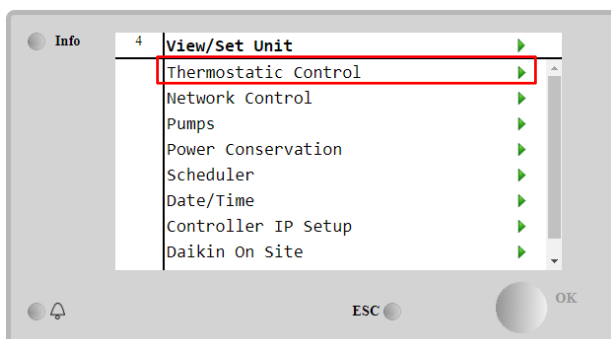 Info
4 View/Set Unit
Thermostatic Control
Network Control
Pumps
Power Conservation
Scheduler
Date/Time
Controller IP Setup
Daikin On Site
ESC
OK